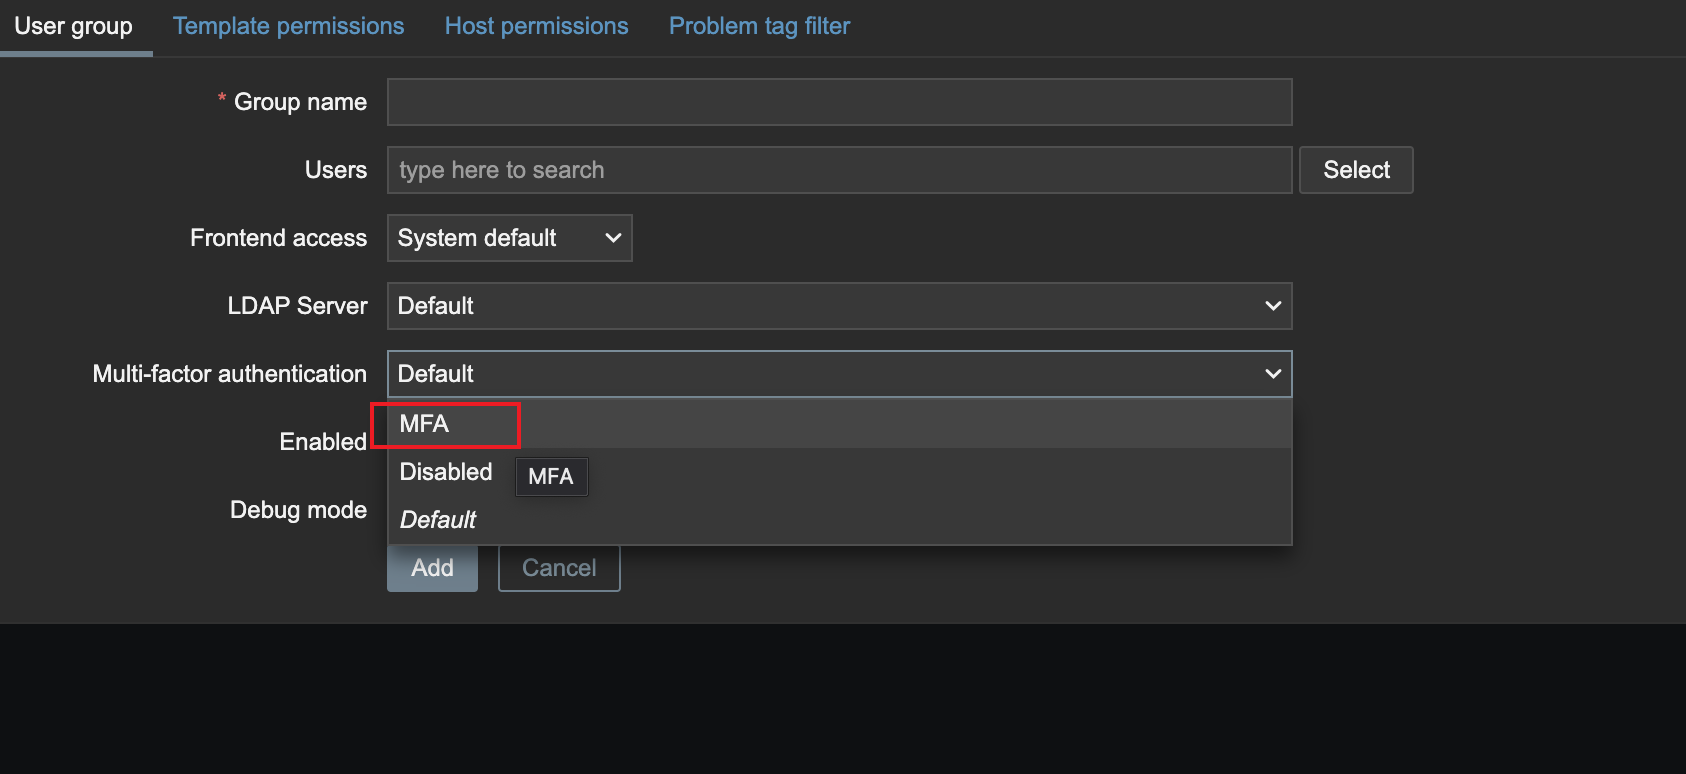 User group Template permissions Host permissions Problem tag filter
* Group name
Users type here to search Select
Frontend access System default
LDAP Server Default
Multi-factor authentication Default
MFA
Enabled
Disabled MFA
Debug mode
Default
Add Cancel